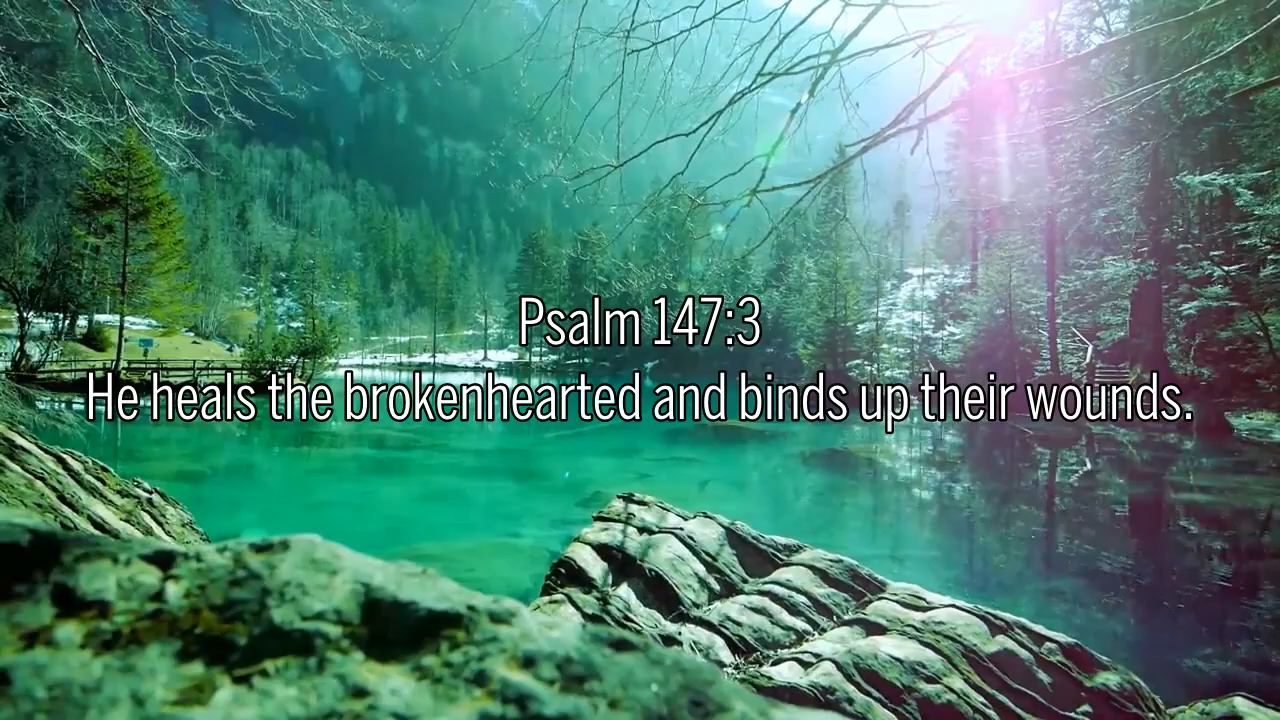 Psalm 147:3
He heals the brokenhearted and binds up their wounds.